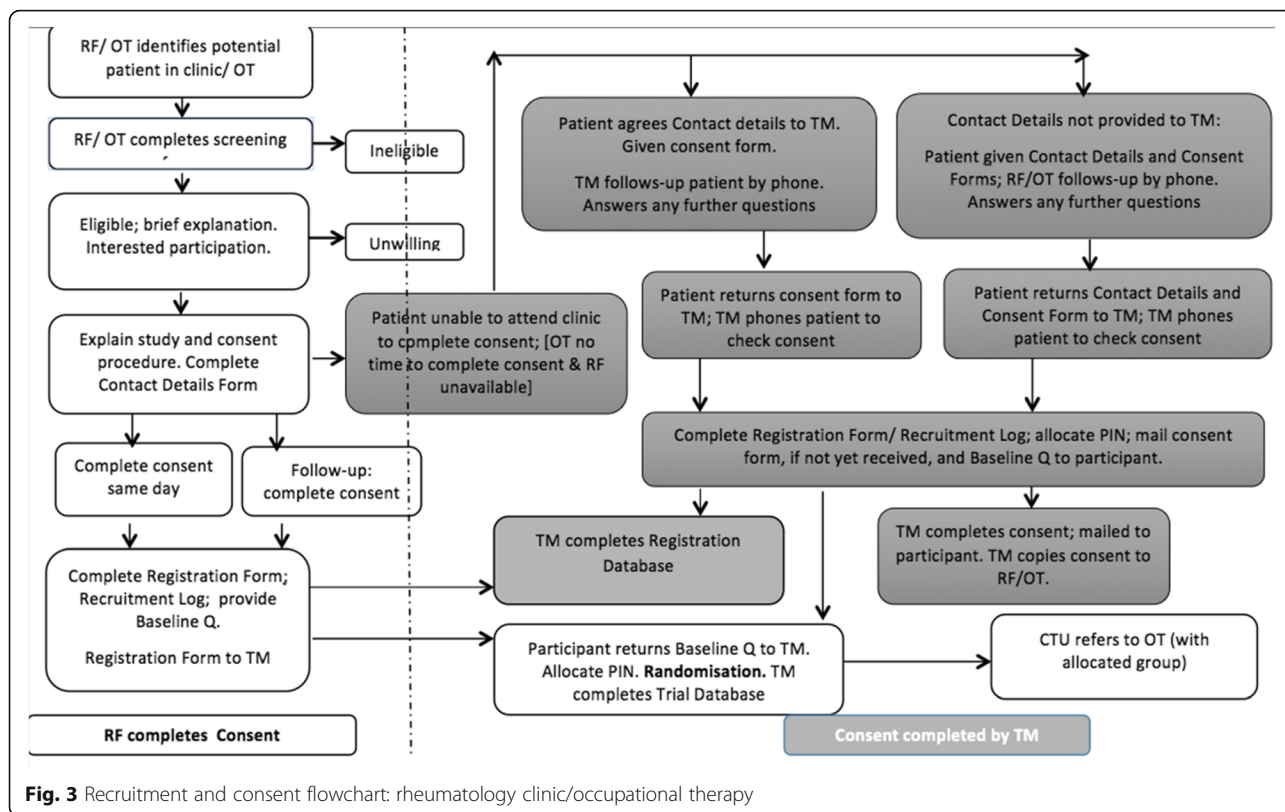 RF/ OT identifies potential
patient in clinic/ OT
RF/ OT completes screening
Ineligible
Eligible; brief explanation.
Interested participation.
Unwilling
Explain study and consent
procedure. Complete
Contact Details Form
Patient unable to attend clinic
to complete consent; [OT no
time to complete consent & RF
unavailable]
Complete consent
same day
Follow-up:
complete consent
Complete Registration Form;
Recruitment Log; provide
Baseline Q.
Registration Form to TM
RF completes Consent
Patient agrees Contact details to TM.
Given consent form.
TM follows-up patient by phone.
Answers any further questions
Contact Details not provided to TM:
Patient given Contact Details and Consent
Forms; RF/OT follows-up by phone.
Answers any further questions
Patient returns consent form to
TM; TM phones patient to
check consent
Patient returns Contact Details and
Consent Form to TM; TM phones
patient to check consent
Complete Registration Form/ Recruitment Log; allocate PIN; mail consent
form, if not yet received, and Baseline Q to participant.
TM completes Registration
Database
TM completes consent; mailed to
participant. TM copies consent to
RF/OT.
Participant returns Baseline Q to TM.
Allocate PIN. Randomisation. TM
completes Trial Database
CTU refers to OT (with
allocated group)
Consent completed by TM
Fig. 3 Recruitment and consent flowchart: rheumatology clinic/occupational therapy